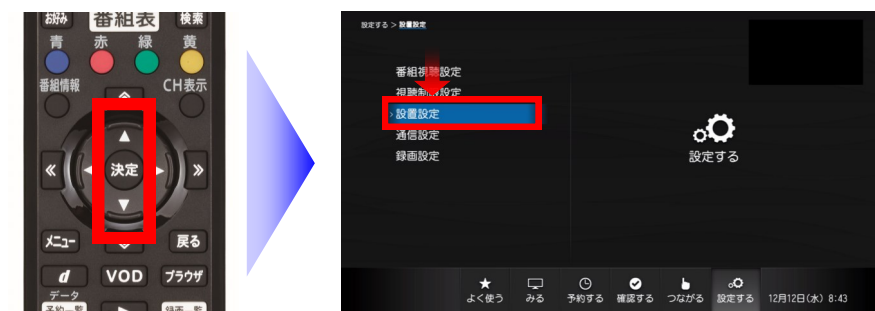 お好み 番組表 検索
青 赤 緑 黄
番組情報 CH表示
決定
メニュー 戻る
d VOD ブラウザ
データ
設定する > 設置設定
番組視聴設定
視聴制限設定
設置設定
通信設定
録画設定
設定する
よく使う みる 予約する 確認する つながる 設定する 12月12日(水) 8:43